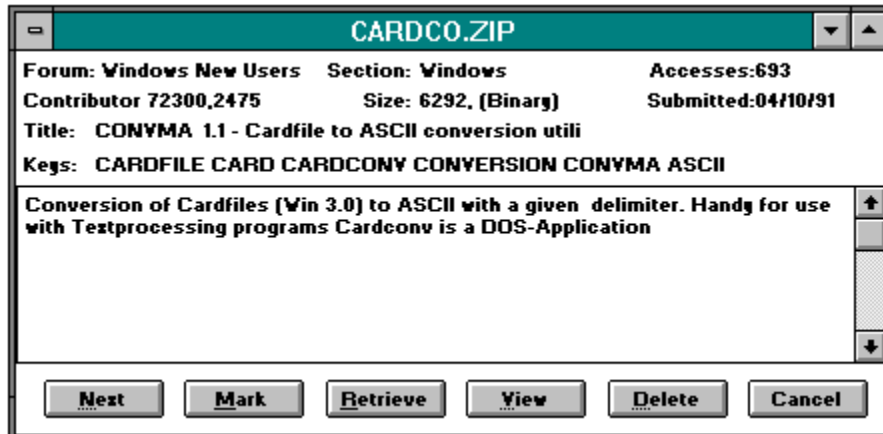 CARDCO.ZIP
Forum: Windows New Users Section: Windows Accesses:693
Contributor 72300,2475 Size: 6292, (Binary) Submitted:04/10/91
Title: CONVMA 1.1 - Cardfile to ASCII conversion utili
Keys: CARDFILE CARD CARDCONV CONVERSION CONVMA ASCII
Conversion of Cardfiles (Win 3.0) to ASCII with a given delimiter. Handy for use
with Textprocessing programs Cardconv is a DOS-Application
Next Mark Retrieve View Delete Cancel